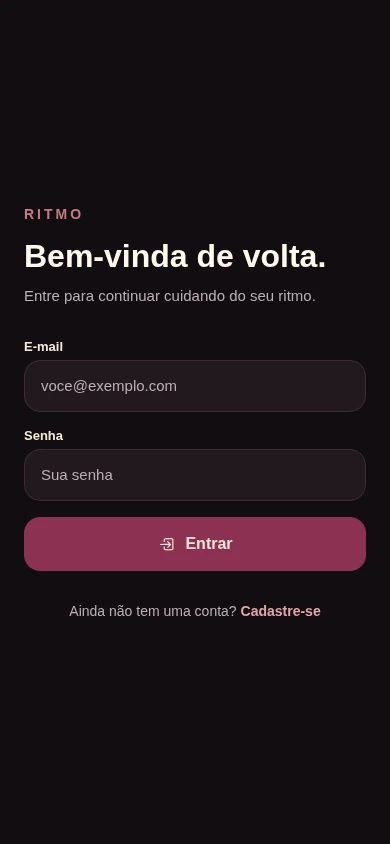 RITMO
Bem-vinda de volta.
Entre para continuar cuidando do seu ritmo.
E-mail
voce@exemplo.com
Senha
Sua senha
Entrar
Ainda não tem uma conta? Cadastre-se